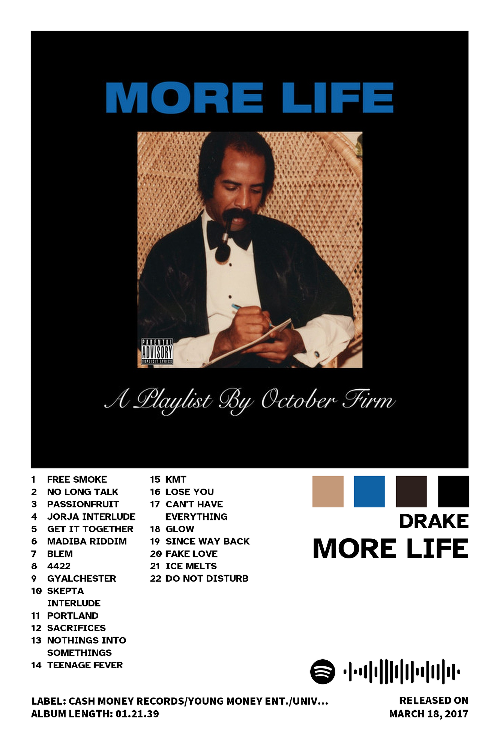 MORE LIFE
PARENTAL
ADVISORY
EXPLICIT LYRICS
A Playlist By October Firm
1 FREE SMOKE
2 NO LONG TALK
3 PASSIONFRUIT
4 JORJA INTERLUDE
5 GET IT TOGETHER
6 MADIBA RIDDIM
7 BLEM
8 4422
9 GYALCHESTER
10 SKEPTA
INTERLUDE
11 PORTLAND
12 SACRIFICES
13 NOTHINGS INTO
SOMETHINGS
14 TEENAGE FEVER
15 KMT
16 LOSE YOU
17 CAN'T HAVE
EVERYTHING
18 GLOW
19 SINCE WAY BACK
20 FAKE LOVE
21 ICE MELTS
22 DO NOT DISTURB
DRAKE
MORE LIFE
LABEL: CASH MONEY RECORDS/YOUNG MONEY ENT./UNIV...
ALBUM LENGTH: 01.21.39
RELEASED ON
MARCH 18, 2017